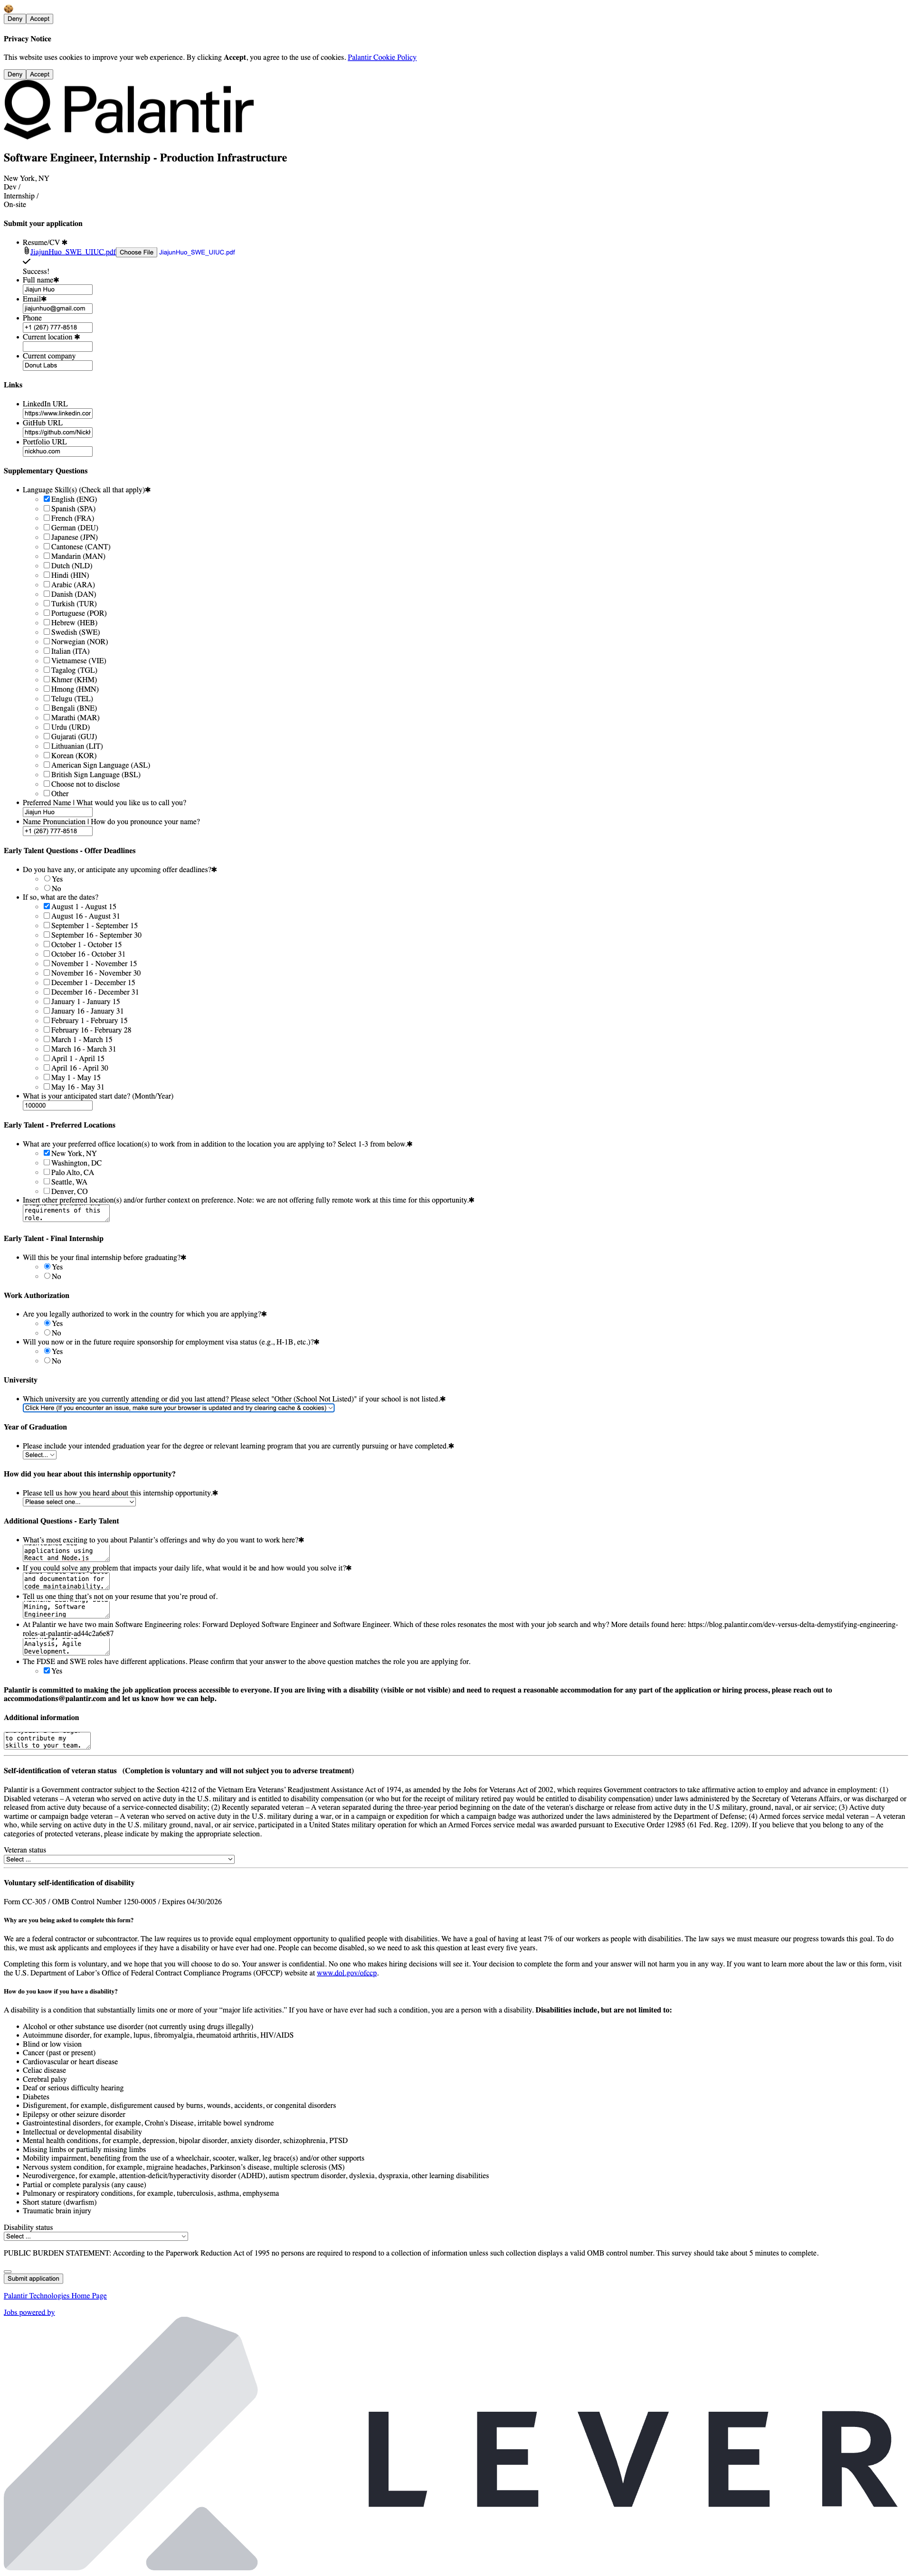 Deny Accept
Privacy Notice
This website uses cookies to improve your web experience. By clicking Accept, you agree to the use of cookies. Palantir Cookie Policy
Deny Accept
Palantir
Software Engineer, Internship - Production Infrastructure
New York, NY
Dev /
Internship /
On-site
Submit your application
Resume/CV ✱
JiajunHuo_SWE_UIUC.pdf Choose File JiajunHuo_SWE_UIUC.pdf
Success!
Full name✱
Jiajun Huo
Email✱
jiajunhuo@gmail.com
Phone
+1 (267) 777-8518
Current location ✱
Current company
Donut Labs
Links
LinkedIn URL
https://www.linkedin.cor
GitHub URL
https://github.com/NickH
Portfolio URL
nickhuo.com
Supplementary Questions
Language Skill(s) (Check all that apply)✱
English (ENG)
Spanish (SPA)
French (FRA)
German (DEU)
Japanese (JPN)
Cantonese (CANT)
Mandarin (MAN)
Dutch (NLD)
Hindi (HIN)
Arabic (ARA)
Danish (DAN)
Turkish (TUR)
Portuguese (POR)
Hebrew (HEB)
Swedish (SWE)
Norwegian (NOR)
Italian (ITA)
Vietnamese (VIE)
Tagalog (TGL)
Khmer (KHM)
Hmong (HMN)
Telugu (TEL)
Bengali (BNE)
Marathi (MAR)
Urdu (URD)
Gujarati (GUJ)
Lithuanian (LIT)
Korean (KOR)
American Sign Language (ASL)
British Sign Language (BSL)
Choose not to disclose
Other
Preferred Name | What would you like us to call you?
Jiajun Huo
Name Pronunciation | How do you pronounce your name?
+1 (267) 777-8518
Early Talent Questions - Offer Deadlines
Do you have any, or anticipate any upcoming offer deadlines?✱
Yes
No
If so, what are the dates?
August 1 - August 15
August 16 - August 31
September 1 - September 15
September 16 - September 30
October 1 - October 15
October 16 - October 31
November 1 - November 15
November 16 - November 30
December 1 - December 15
December 16 - December 31
January 1 - January 15
January 16 - January 31
February 1 - February 15
February 16 - February 28
March 1 - March 15
March 16 - March 31
April 1 - April 15
April 16 - April 30
May 1 - May 15
May 16 - May 31
What is your anticipated start date? (Month/Year)
100000
Early Talent - Preferred Locations
What are your preferred office location(s) to work from in addition to the location you are applying to? Select 1-3 from below.✱
New York, NY
Washington, DC
Palo Alto, CA
Seattle, WA
Denver, CO
Insert other preferred location(s) and/or further context on preference. Note: we are not offering fully remote work at this time for this opportunity.✱
requirements of this
role.
Early Talent - Final Internship
Will this be your final internship before graduating?✱
Yes
No
Work Authorization
Are you legally authorized to work in the country for which you are applying?✱
Yes
No
Will you now or in the future require sponsorship for employment visa status (e.g., H-1B, etc.)?✱
Yes
No
University
Which university are you currently attending or did you last attend? Please select "Other (School Not Listed)" if your school is not listed.✱
Click Here (If you encounter an issue, make sure your browser is updated and try clearing cache & cookies)
Year of Graduation
Please include your intended graduation year for the degree or relevant learning program that you are currently pursuing or have completed.✱
Select...
How did you hear about this internship opportunity?
Please tell us how you heard about this internship opportunity.✱
Please select one...
Additional Questions - Early Talent
What's most exciting to you about Palantir's offerings and why do you want to work here?✱
applications using
React and Node.js
If you could solve any problem that impacts your daily life, what would it be and how would you solve it?✱
and documentation for
code maintainability.
Tell us one thing that's not on your resume that you're proud of.
Mining, Software
Engineering
At Palantir we have two main Software Engineering roles: Forward Deployed Software Engineer and Software Engineer. Which of these roles resonates the most with your job search and why? More details found here: https://blog.palantir.com/dev-versus-delta-demystifying-engineering-
roles-at-palantir-ad44c2a6e87
Analysis, Agile
Development.
The FDSE and SWE roles have different applications. Please confirm that your answer to the above question matches the role you are applying for.
Yes
Palantir is committed to making the job application process accessible to everyone. If you are living with a disability (visible or not visible) and need to request a reasonable accommodation for any part of the application or hiring process, please reach out to
accommodations@palantir.com and let us know how we can help.
Additional information
to contribute my
skills to your team.
Self-identification of veteran status (Completion is voluntary and will not subject you to adverse treatment)
Palantir is a Government contractor subject to the Section 4212 of the Vietnam Era Veterans' Readjustment Assistance Act of 1974, as amended by the Jobs for Veterans Act of 2002, which requires Government contractors to take affirmative action to employ and advance in employment: (1)
Disabled veterans – A veteran who served on active duty in the U.S. military and is entitled to disability compensation (or who but for the receipt of military retired pay would be entitled to disability compensation) under laws administered by the Secretary of Veterans Affairs, or was discharged or
released from active duty because of a service-connected disability; (2) Recently separated veteran – A veteran separated during the three-year period beginning on the date of the veteran's discharge or release from active duty in the U.S military, ground, naval, or air service; (3) Active duty
wartime or campaign badge veteran – A veteran who served on active duty in the U.S. military during a war, or in a campaign or expedition for which a campaign badge was authorized under the laws administered by the Department of Defense; (4) Armed forces service medal veteran – A veteran
who, while serving on active duty in the U.S. military ground, naval, or air service, participated in a United States military operation for which an Armed Forces service medal was awarded pursuant to Executive Order 12985 (61 Fed. Reg. 1209). If you believe that you belong to any of the
categories of protected veterans, please indicate by making the appropriate selection.
Veteran status
Select ...
Voluntary self-identification of disability
Form CC-305 / OMB Control Number 1250-0005 / Expires 04/30/2026
Why are you being asked to complete this form?
We are a federal contractor or subcontractor. The law requires us to provide equal employment opportunity to qualified people with disabilities. We have a goal of having at least 7% of our workers as people with disabilities. The law says we must measure our progress towards this goal. To do
this, we must ask applicants and employees if they have a disability or have ever had one. People can become disabled, so we need to ask this question at least every five years.
Completing this form is voluntary, and we hope that you will choose to do so. Your answer is confidential. No one who makes hiring decisions will see it. Your decision to complete the form and your answer will not harm you in any way. If you want to learn more about the law or this form, visit
the U.S. Department of Labor's Office of Federal Contract Compliance Programs (OFCCP) website at www.dol.gov/ofccp.
How do you know if you have a disability?
A disability is a condition that substantially limits one or more of your "major life activities." If you have or have ever had such a condition, you are a person with a disability. Disabilities include, but are not limited to:
Alcohol or other substance use disorder (not currently using drugs illegally)
Autoimmune disorder, for example, lupus, fibromyalgia, rheumatoid arthritis, HIV/AIDS
Blind or low vision
Cancer (past or present)
Cardiovascular or heart disease
Celiac disease
Cerebral palsy
Deaf or serious difficulty hearing
Diabetes
Disfigurement, for example, disfigurement caused by burns, wounds, accidents, or congenital disorders
Epilepsy or other seizure disorder
Gastrointestinal disorders, for example, Crohn's Disease, irritable bowel syndrome
Intellectual or developmental disability
Mental health conditions, for example, depression, bipolar disorder, anxiety disorder, schizophrenia, PTSD
Missing limbs or partially missing limbs
Mobility impairment, benefiting from the use of a wheelchair, scooter, walker, leg brace(s) and/or other supports
Nervous system condition, for example, migraine headaches, Parkinson's disease, multiple sclerosis (MS)
Neurodivergence, for example, attention-deficit/hyperactivity disorder (ADHD), autism spectrum disorder, dyslexia, dyspraxia, other learning disabilities
Partial or complete paralysis (any cause)
Pulmonary or respiratory conditions, for example, tuberculosis, asthma, emphysema
Short stature (dwarfism)
Traumatic brain injury
Disability status
Select ...
PUBLIC BURDEN STATEMENT: According to the Paperwork Reduction Act of 1995 no persons are required to respond to a collection of information unless such collection displays a valid OMB control number. This survey should take about 5 minutes to complete.
Submit application
Palantir Technologies Home Page
Jobs powered by
LEVER